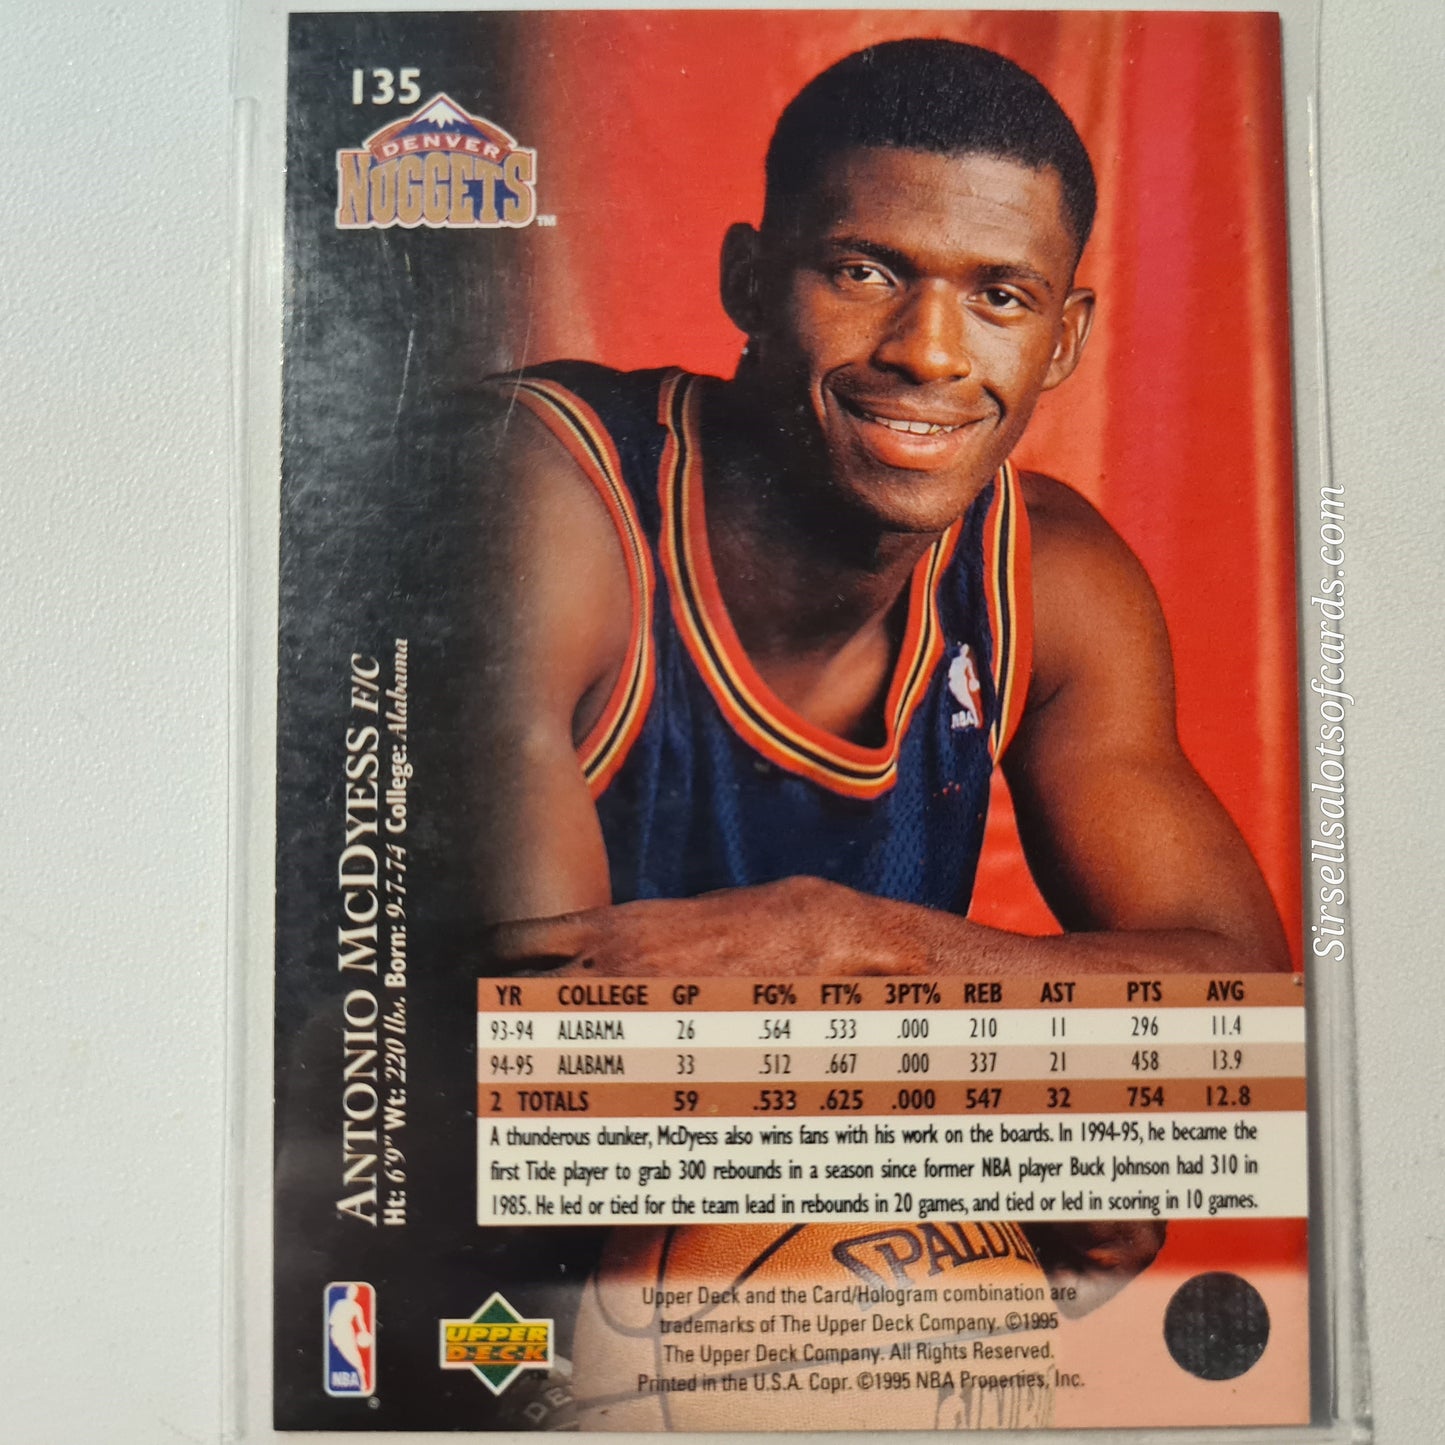 135
DENVER
NUGGETS™
ANTONIO MCDYESS F/C
Ht: 6'9" Wt: 220 lbs. Born: 9-7-74 College: Alabama
NBA
YR COLLEGE GP FG% FT% 3PT% REB AST PTS AVG
93-94 ALABAMA 26 .564 .533 .000 210 11 296 11.4
94-95 ALABAMA 33 .512 .667 .000 337 21 458 13.9
2 TOTALS 59 .533 .625 .000 547 32 754 12.8
A thunderous dunker, McDyess also wins fans with his work on the boards. In 1994-95, he became the
first Tide player to grab 300 rebounds in a season since former NBA player Buck Johnson had 310 in
1985. He led or tied for the team lead in rebounds in 20 games, and tied or led in scoring in 10 games.
SPALDING
NBA ®
UPPER
DECK
Upper Deck and the Card/Hologram combination are
trademarks of The Upper Deck Company. ©1995
The Upper Deck Company. All Rights Reserved.
Printed in the U.S.A. Copr. ©1995 NBA Properties, Inc.
Sirsellsalotsofcards.com